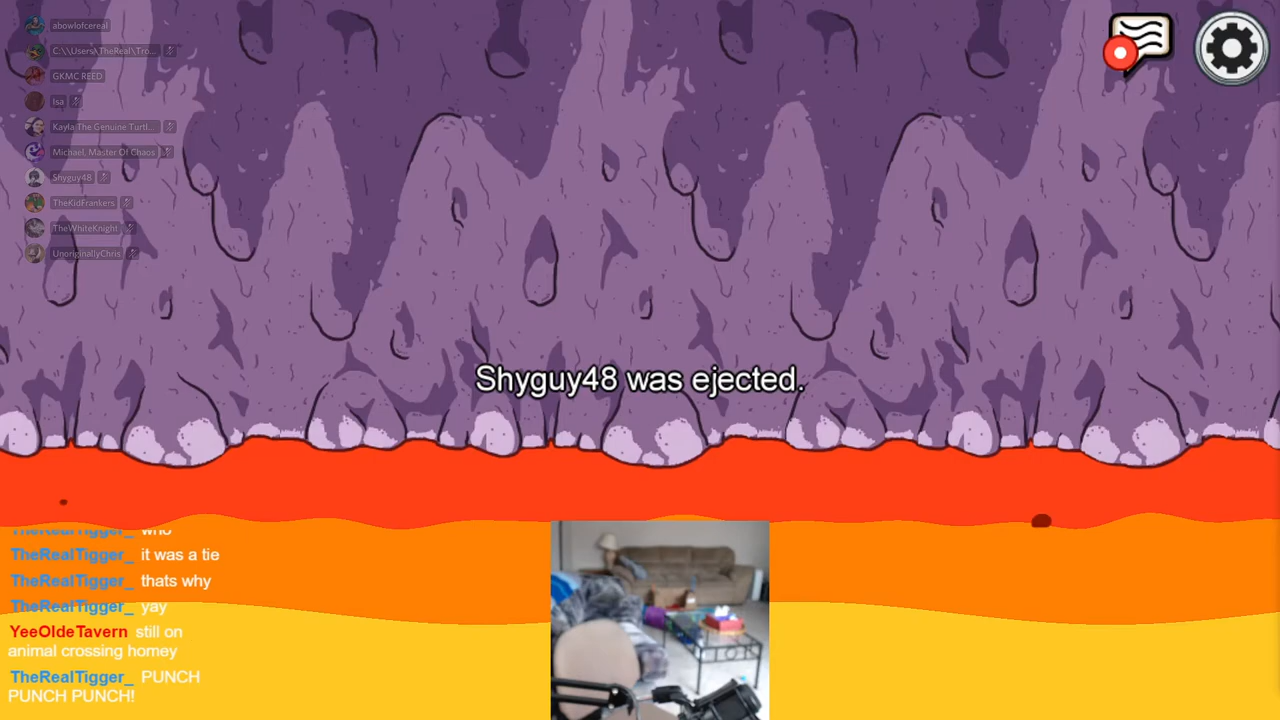 abowlofcereal
C:\\Users\TheReal\Tro...
GKMC REED
Isa
Kayla The Genuine Turtl...
Michael, Master Of Chaos
Shyguy48
TheKidFrankers
TheWhiteKnight
UnoriginallyChris
Shyguy48 was ejected.
TheRealTigger_ who
TheRealTigger_ it was a tie
TheRealTigger_ thats why
TheRealTigger_ yay
YeeOldeTavern still on
animal crossing homey
TheRealTigger_ PUNCH
PUNCH PUNCH!